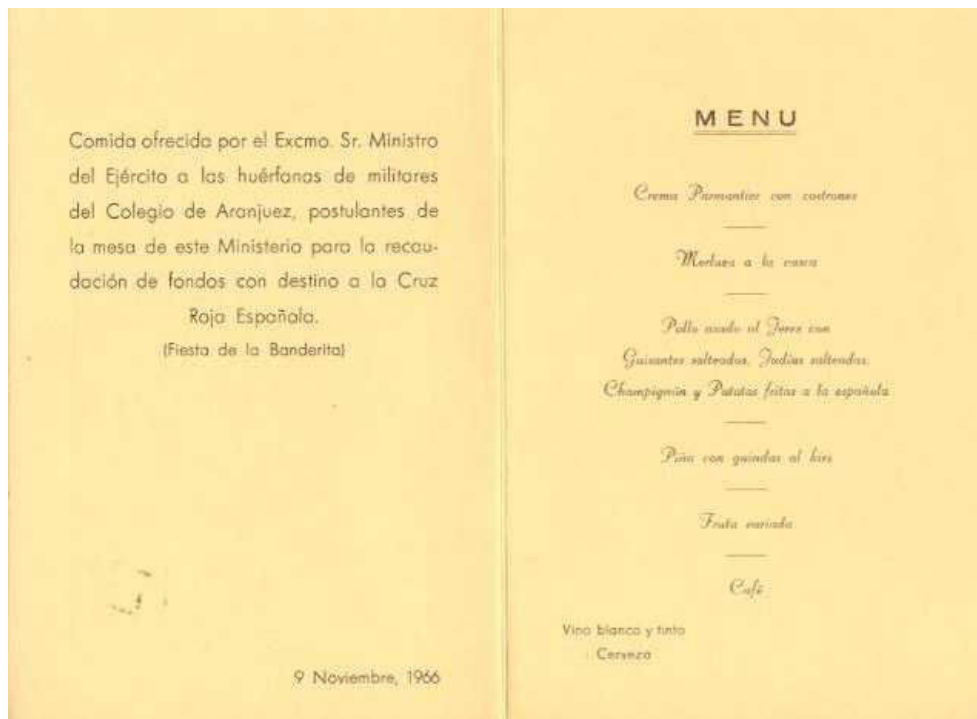 Comida ofrecida por el Excmo. Sr. Ministro
del Ejército a las huérfanas de militares
del Colegio de Aranjuez, postulantes de
la mesa de este Ministerio para la recau-
dación de fondos con destino a la Cruz
Roja Española.
(Fiesta de la Banderita)
9 Noviembre, 1966
MENU
Crema Parmantier con costrones
Merluza a la vasca
Pollo asado al Jerez con
Guisantes salteados, Judías salteadas,
Champignón y Patatas fritas a la española
Piña con guindas al kirs
Fruta variada
Café
Vino blanco y tinto
Cerveza